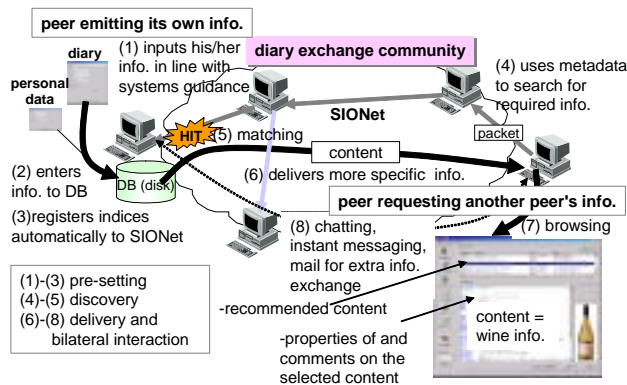 peer emitting its own info.
diary
personal
data
(1) inputs his/her
info. in line with
systems guidance
diary exchange community
(4) uses metadata
to search for
required info.
SIONet
HIT
(5) matching
packet
content
(2) enters
info. to DB
DB (disk)
(6) delivers more specific info.
(3)registers indices
automatically to SIONet
peer requesting another peer's info.
(7) browsing
(8) chatting,
instant messaging,
mail for extra info.
exchange
(1)-(3) pre-setting
(4)-(5) discovery
(6)-(8) delivery and
bilateral interaction
-recommended content
-properties of and
comments on the
selected content
content =
wine info.